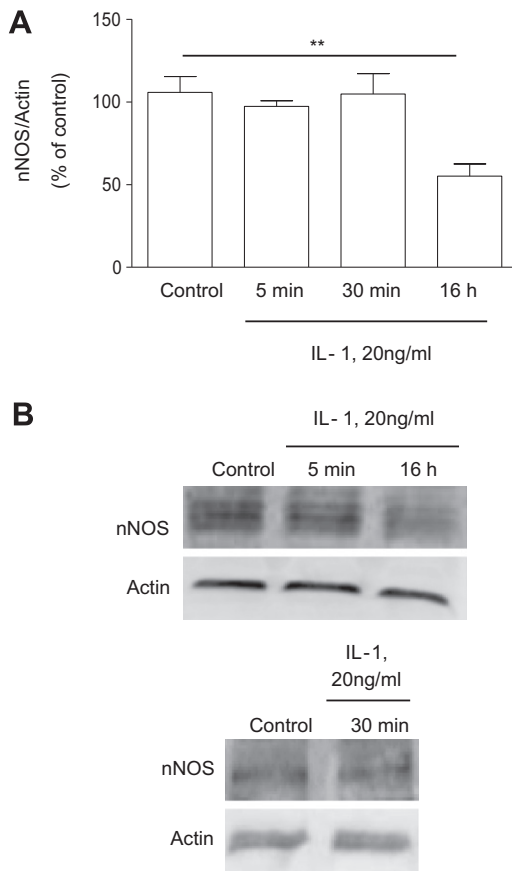 A
150
**
100
50
0
nNOS/Actin
(% of control)
Control 5 min 30 min 16 h
IL- 1, 20ng/ml
B
IL- 1, 20ng/ml
Control 5 min 16 h
nNOS
Actin
IL-1,
20ng/ml
Control 30 min
nNOS
Actin